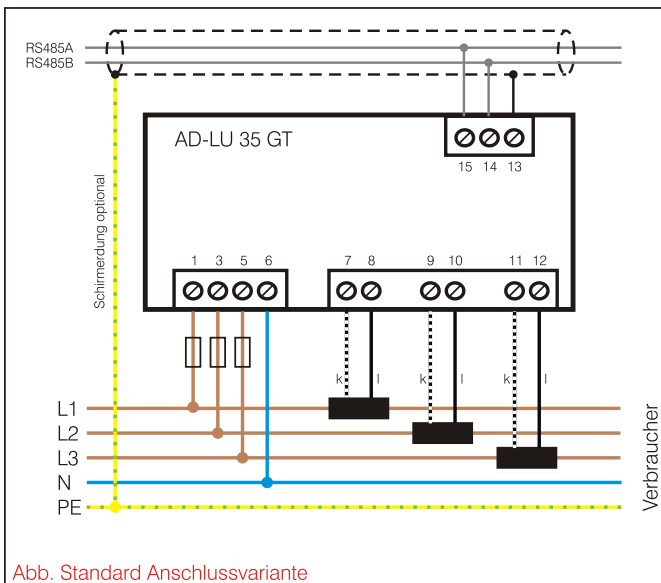 RS485A
RS485B
AD-LU 35 GT
15 14 13
Schirmerdung optional
1 3 5 6 7 8 9 10 11 12
k l k l k l
L1
L2
L3
N
PE
Verbraucher
Abb. Standard Anschlussvariante